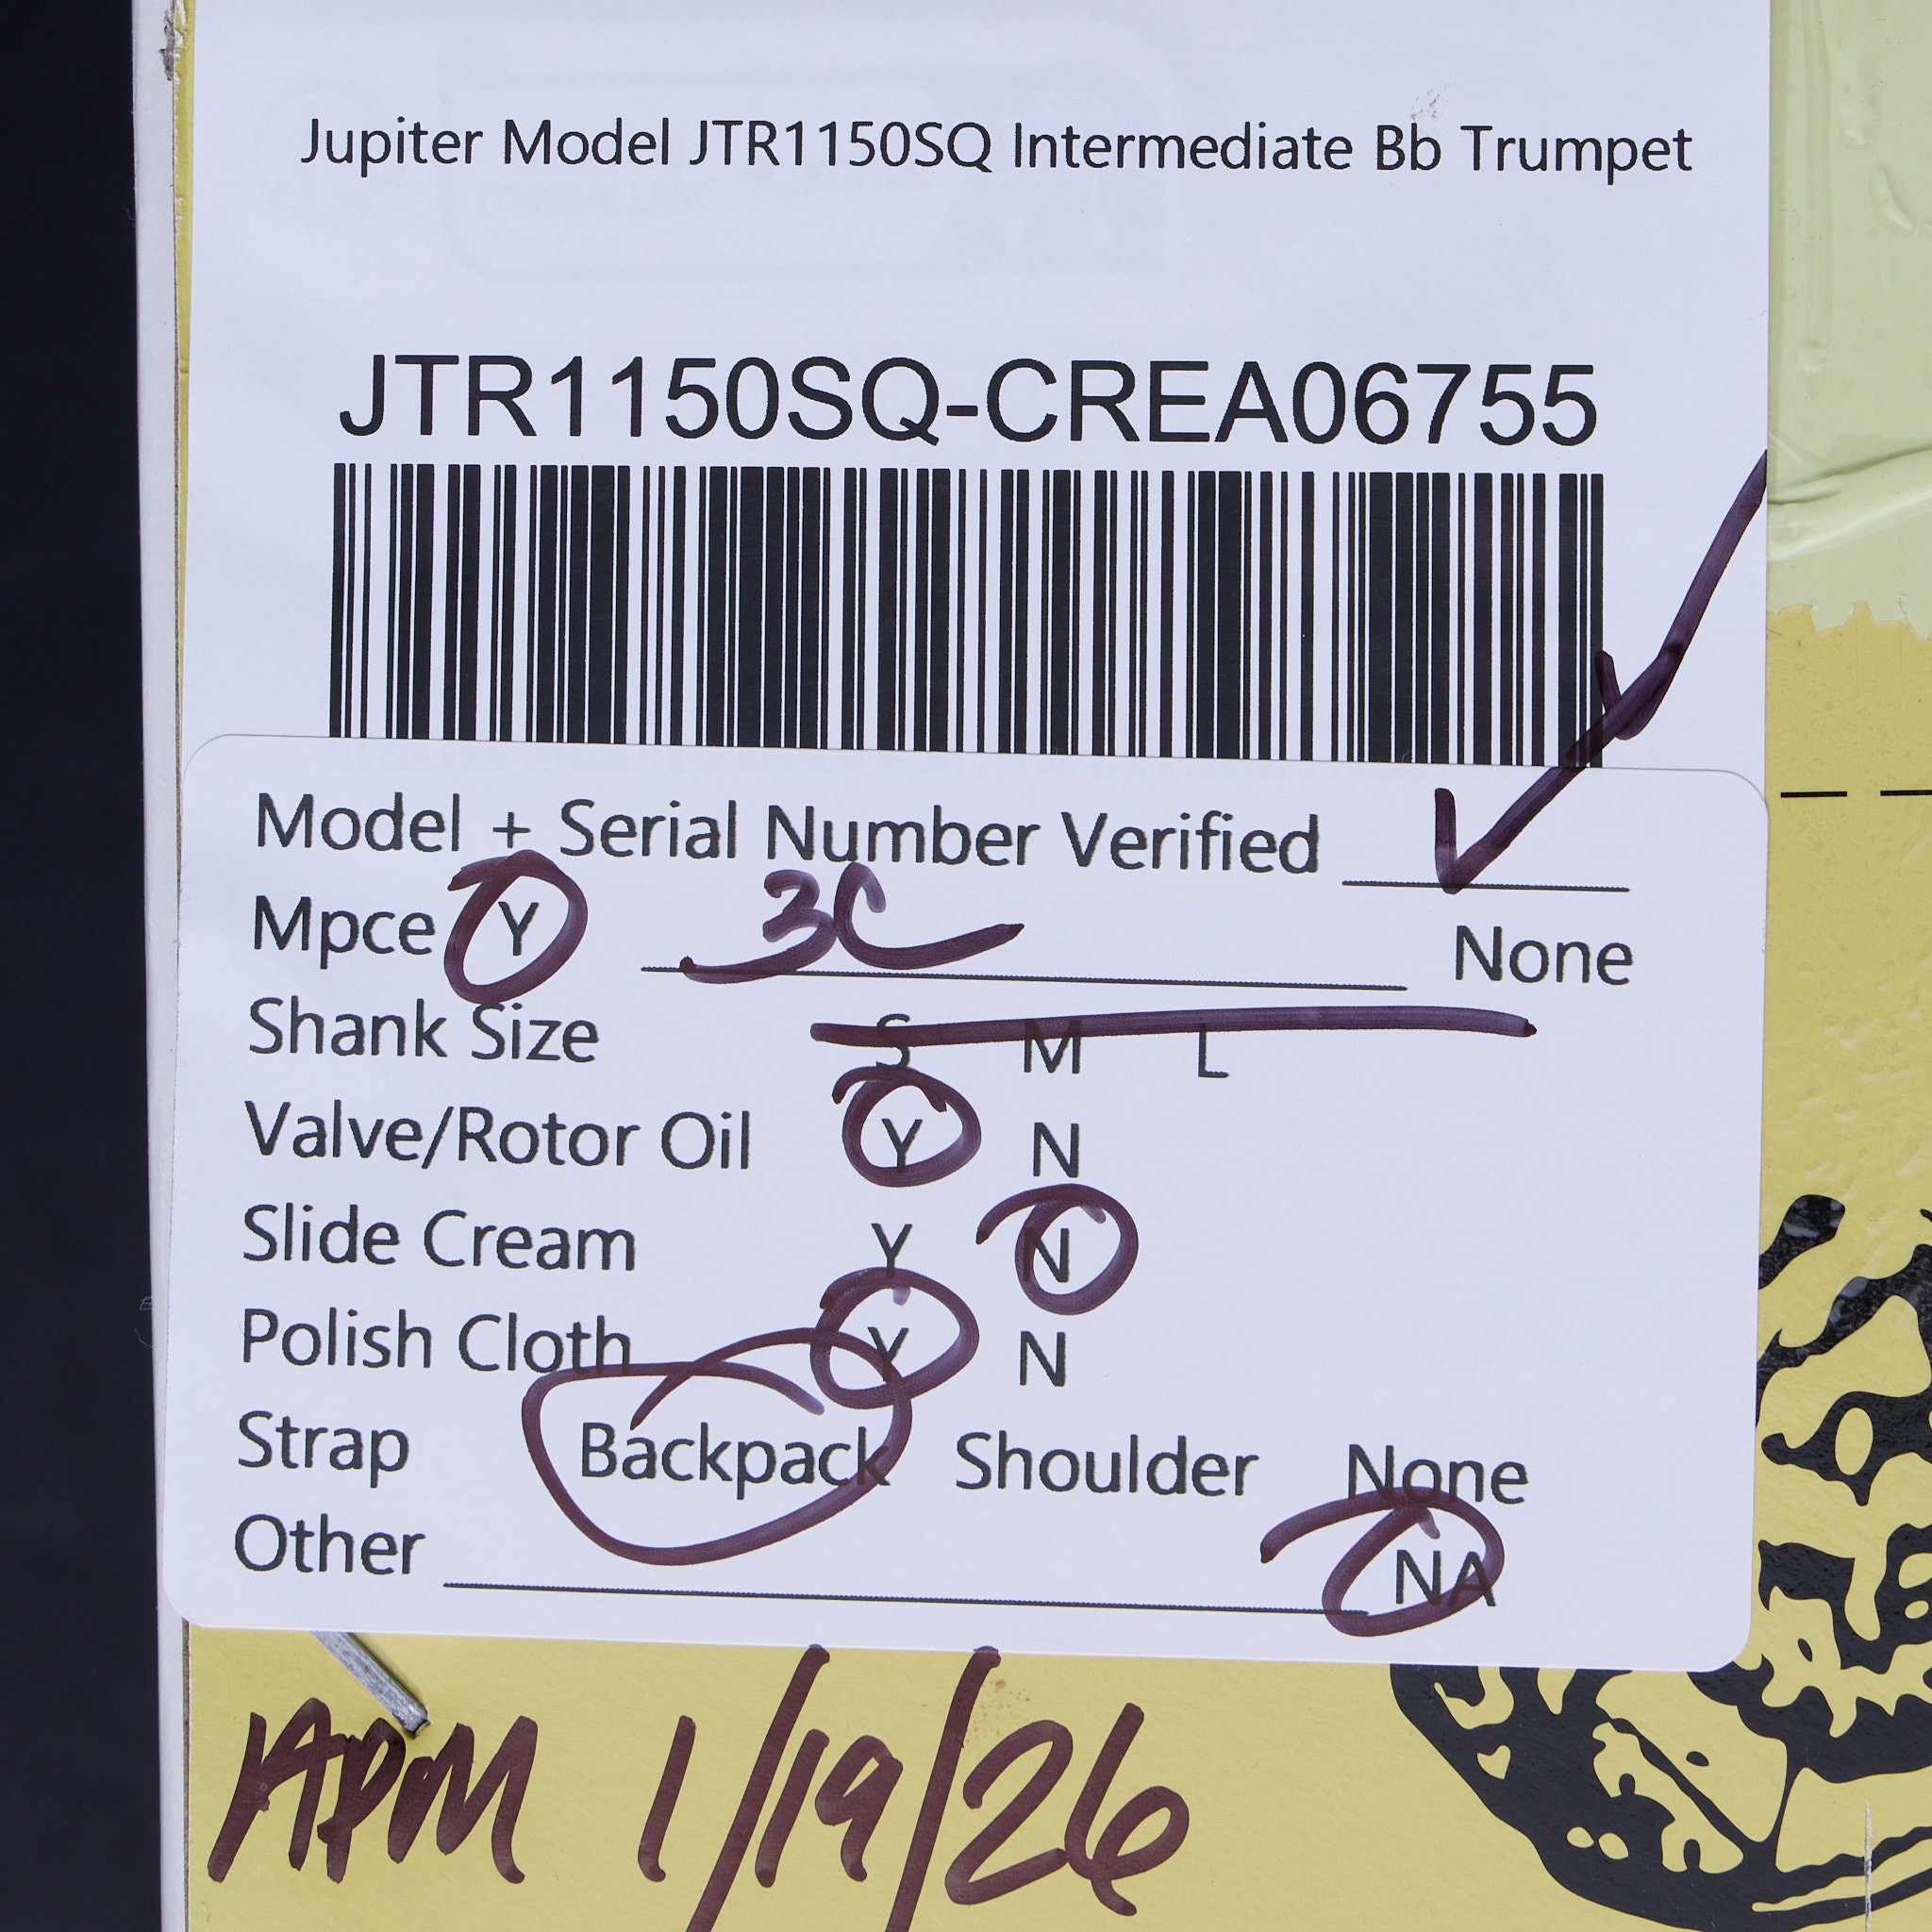 Jupiter Model JTR1150SQ Intermediate Bb Trumpet
JTR1150SQ-CREA06755
Model + Serial Number Verified ✓
Mpce Y 3C None
Shank Size S M L
Valve/Rotor Oil Y N
Slide Cream Y N
Polish Cloth Y N
Strap Backpack Shoulder None
Other NA
APM 1/19/26